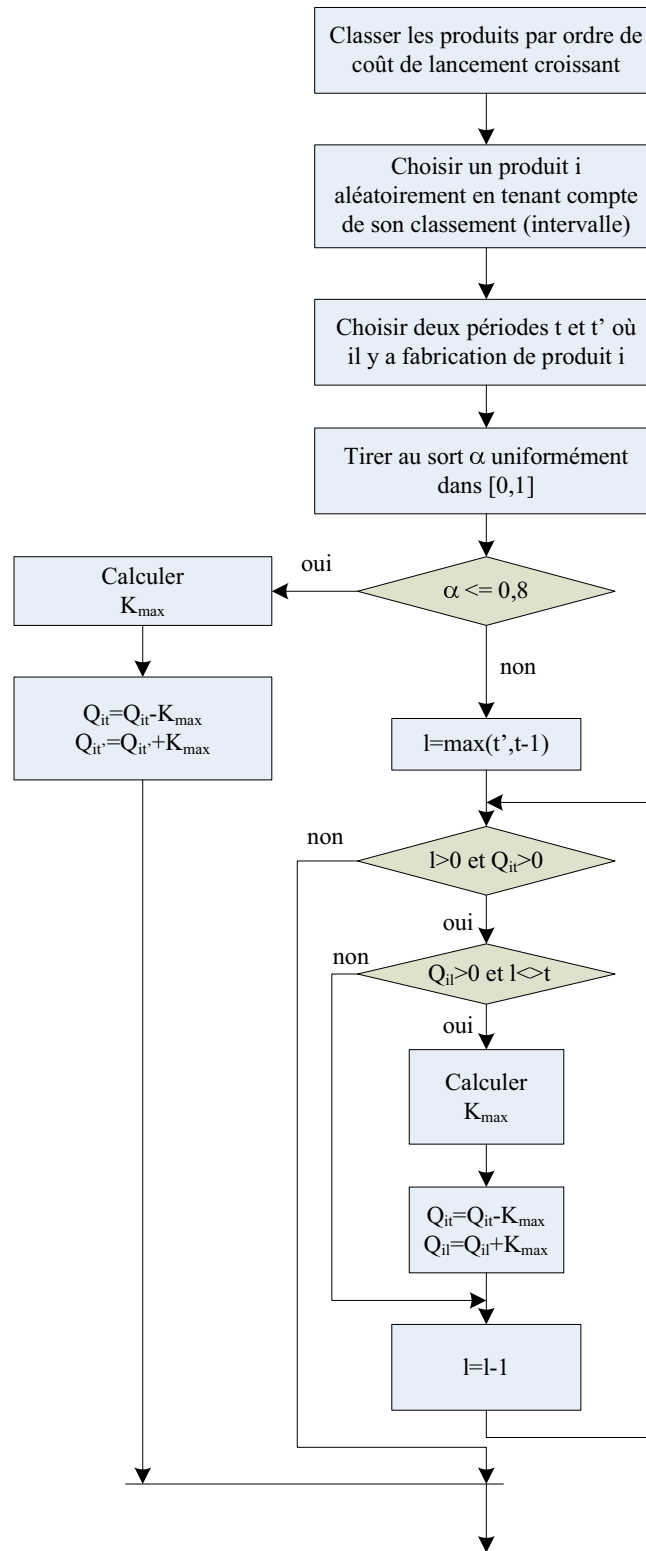 Classer les produits par ordre de
coût de lancement croissant
Choisir un produit i
aléatoirement en tenant compte
de son classement (intervalle)
Choisir deux périodes t et t’ où
il y a fabrication de produit i
Tirer au sort α uniformément
dans [0,1]
oui
α <= 0,8
Calculer
Kmax
non
Qit=Qit-Kmax
Qit’=Qit’+Kmax
l=max(t’,t-1)
non
l>0 et Qit>0
oui
non
Qil>0 et l<>t
oui
Calculer
Kmax
Qit=Qit-Kmax
Qil=Qil+Kmax
l=l-1